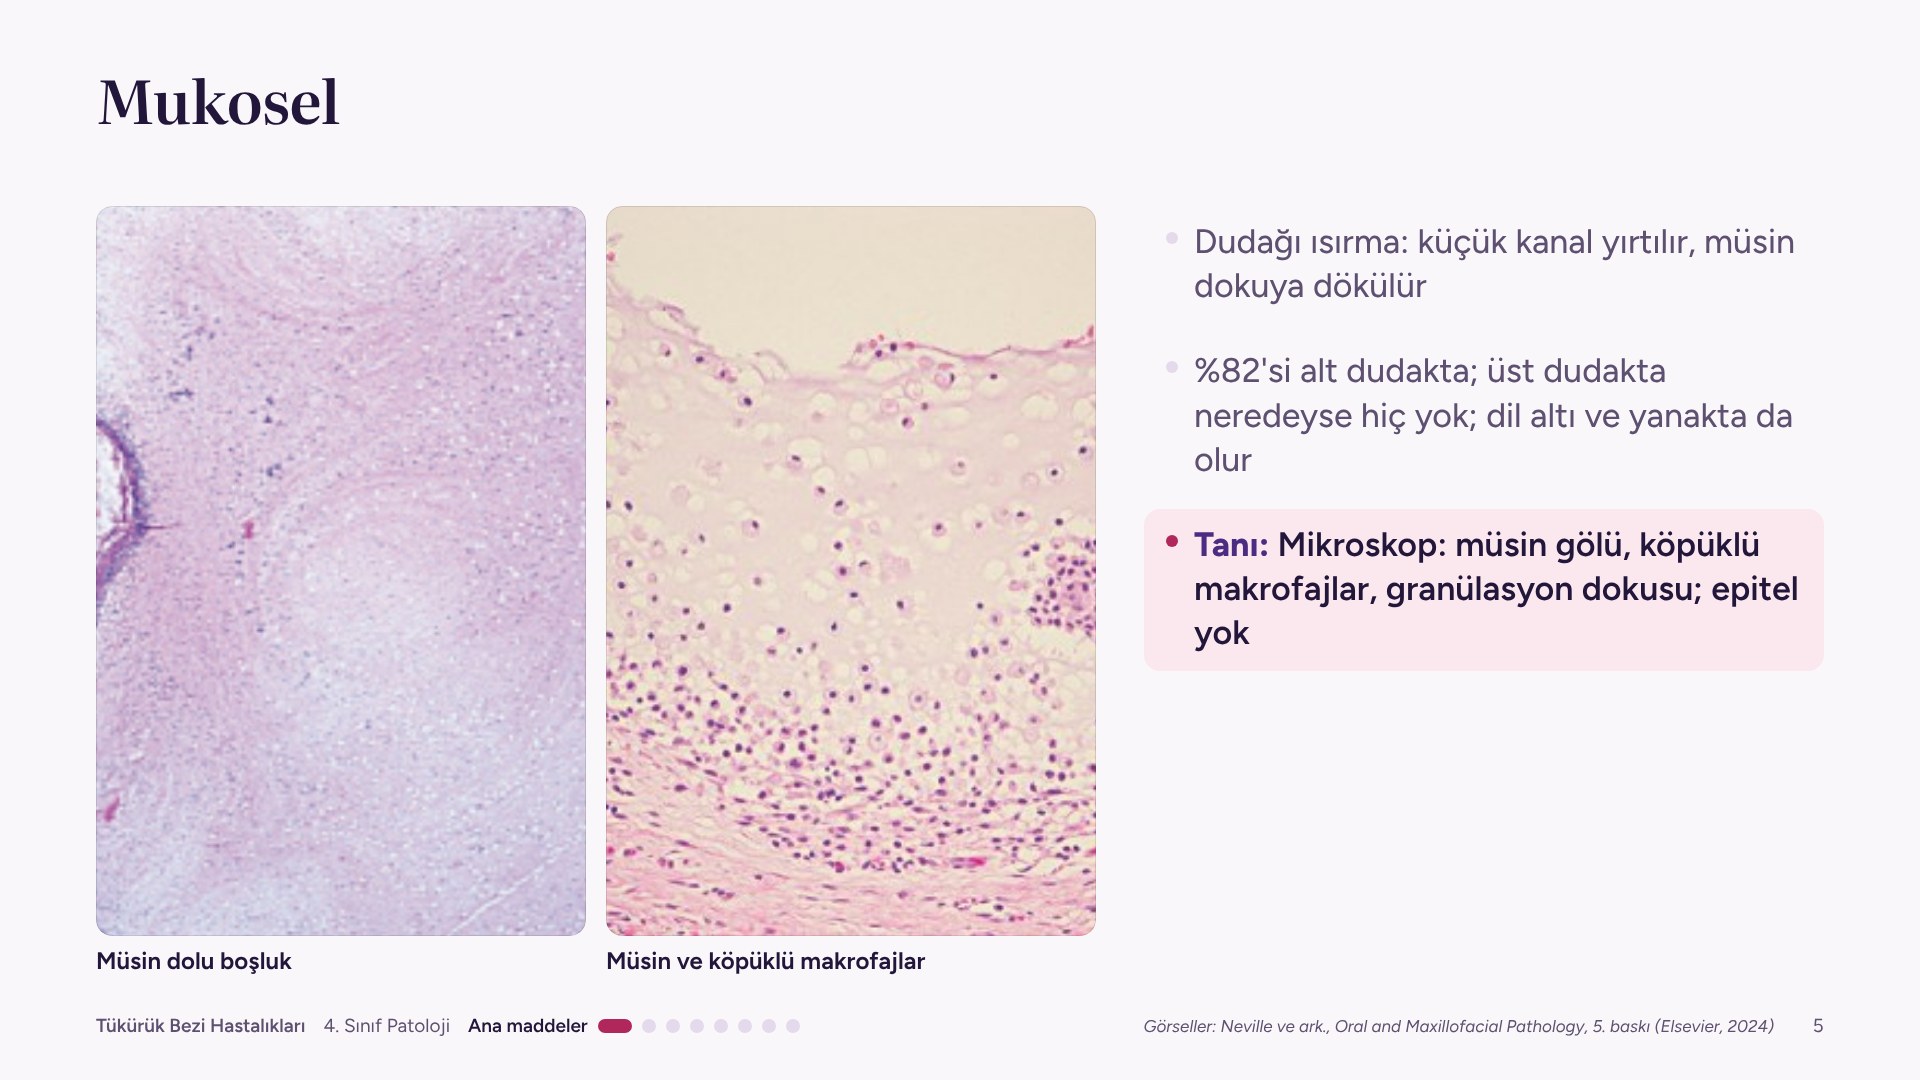 Mukosel
Dudağı ısırma: küçük kanal yırtılır, müsin
dokuya dökülür
%82'si alt dudakta; üst dudakta
neredeyse hiç yok; dil altı ve yanakta da
olur
Tanı: Mikroskop: müsin gölü, köpüklü
makrofajlar, granülasyon dokusu; epitel
yok
Müsin dolu boşluk
Müsin ve köpüklü makrofajlar
Tükürük Bezi Hastalıkları 4. Sınıf Patoloji Ana maddeler
Görseller: Neville ve ark., Oral and Maxillofacial Pathology, 5. baskı (Elsevier, 2024) 5